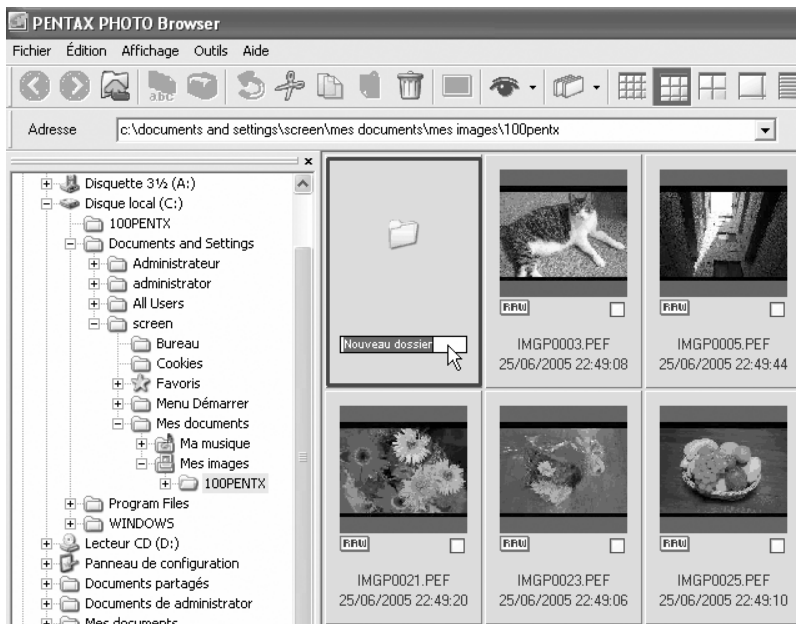 PENTAX PHOTO Browser
Fichier Édition Affichage Outils Aide
abc
Adresse c:\documents and settings\screen\mes documents\mes images\100pentx
Disquette 3½ (A:)
Disque local (C:)
100PENTX
Documents and Settings
Administrateur
administrator
All Users
screen
Bureau
Cookies
Favoris
Menu Démarrer
Mes documents
Ma musique
Mes images
100PENTX
Program Files
WINDOWS
Lecteur CD (D:)
Panneau de configuration
Documents partagés
Documents de administrator
Mes documents
Nouveau dossier
RAW
IMGP0003.PEF
25/06/2005 22:49:08
RAW
IMGP0005.PEF
25/06/2005 22:49:44
RAW
IMGP0021.PEF
25/06/2005 22:49:20
RAW
IMGP0023.PEF
25/06/2005 22:49:06
RAW
IMGP0025.PEF
25/06/2005 22:49:10